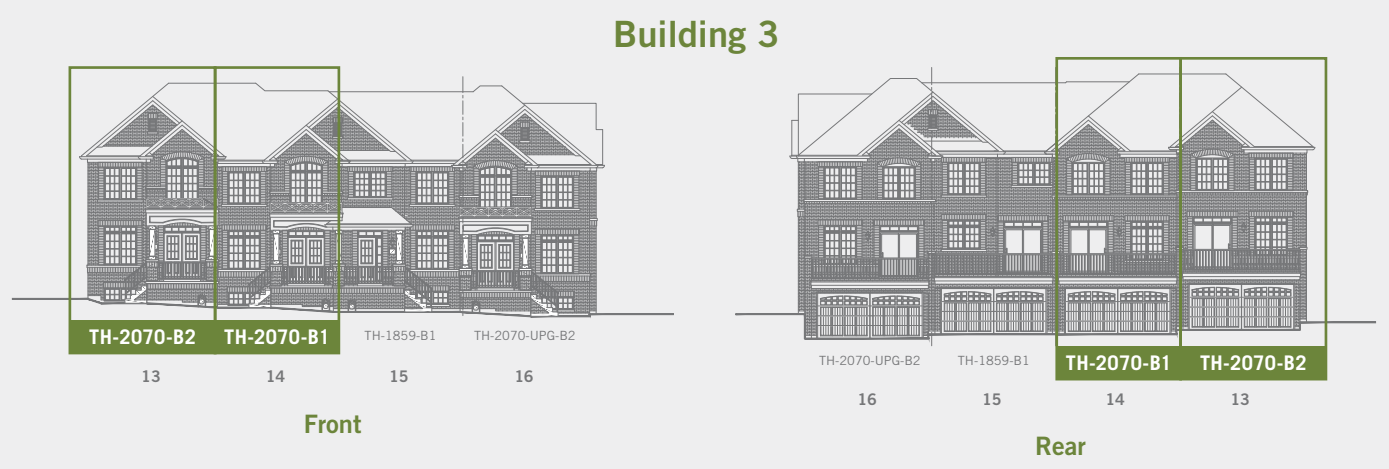 Building 3
TH-2070-B2 TH-2070-B1 TH-1859-B1 TH-2070-UPG-B2
13 14 15 16
Front
TH-2070-UPG-B2 TH-1859-B1 TH-2070-B1 TH-2070-B2
16 15 14 13
Rear